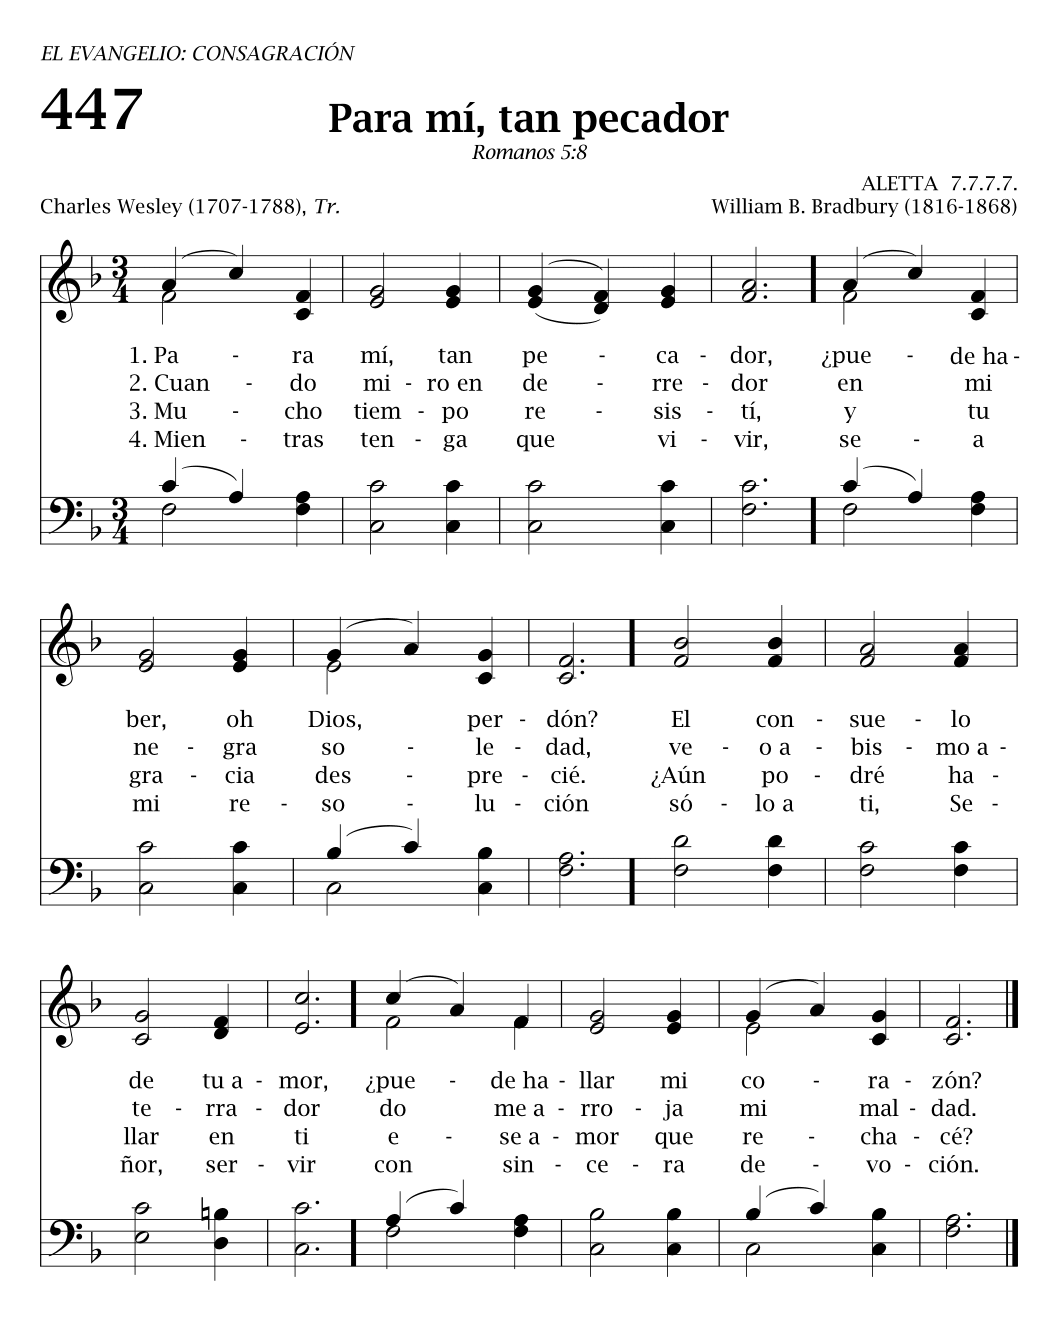 EL EVANGELIO: CONSAGRACIÓN
447
Para mí, tan pecador
Romanos 5:8
ALETTA 7.7.7.7.
Charles Wesley (1707-1788), Tr.
William B. Bradbury (1816-1868)
3 4
1. Pa - ra mí, tan pe - ca - dor, ¿pue - de ha -
2. Cuan - do mi - ro en de - rre - dor en mi
3. Mu - cho tiem - po re - sis - tí, y tu
4. Mien - tras ten - ga que vi - vir, se - a
3 4
ber, oh Dios, per - dón? El con - sue - lo
ne - gra so - le - dad, ve - o a - bis - mo a -
gra - cia des - pre - cié. ¿Aún po - dré ha -
mi re - so - lu - ción só - lo a ti, Se -
de tu a - mor, ¿pue - de ha - llar mi co - ra - zón?
te - rra - dor do me a - rro - ja mi mal - dad.
llar en ti e - se a - mor que re - cha - cé?
ñor, ser - vir con sin - ce - ra de - vo - ción.